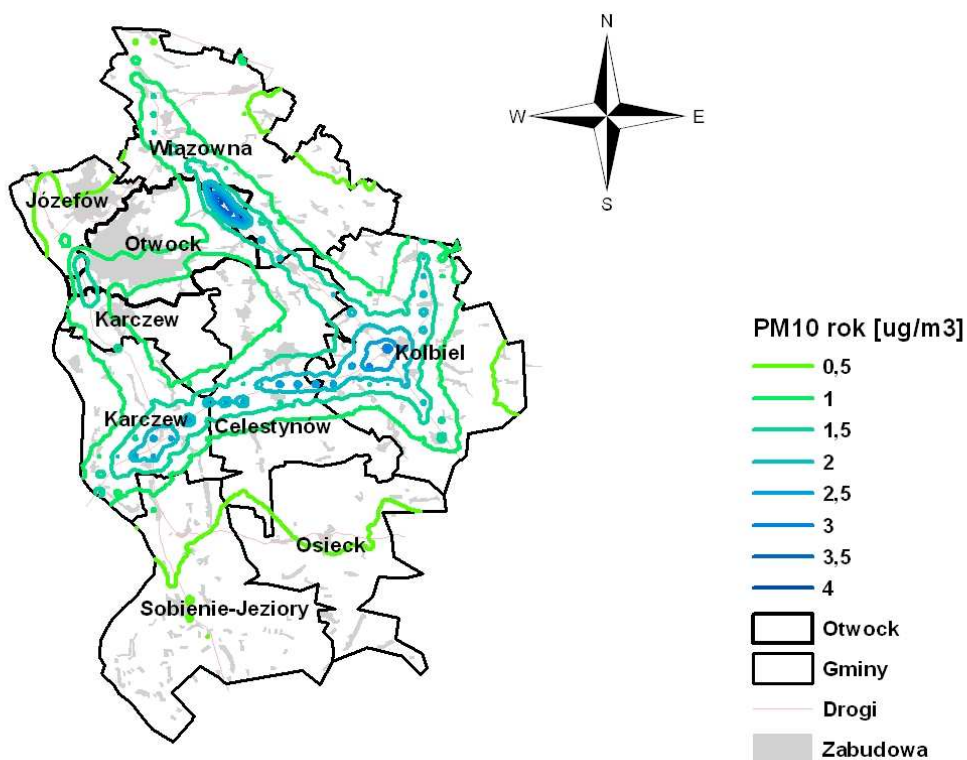 N
W
E
S
Wiązowna
Józefów
Otwock
Karczew
Kolbiel
Karczew
Celestynów
Osieck
Sobienie-Jeziory
PM10 rok [ug/m3]
0,5
1
1,5
2
2,5
3
3,5
4
Otwock
Gminy
Drogi
Zabudowa